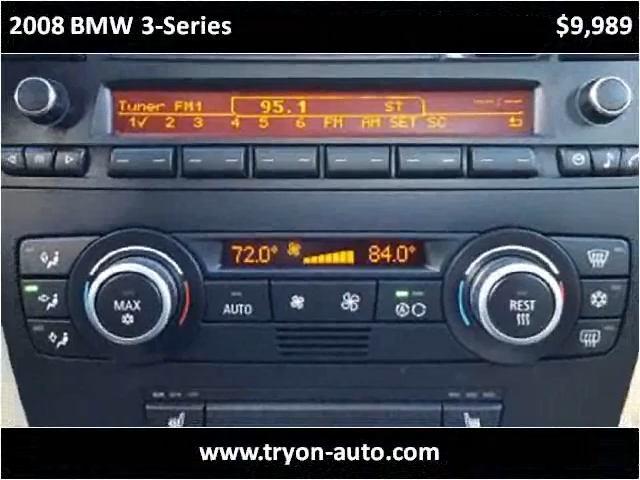 2008 BMW 3-Series $9,989
Tuner FM1 95.1 ST
1✓ 2 3 4 5 6 FM AM SET SC
72.0° 84.0°
MAX AUTO A REST
www.tryon-auto.com